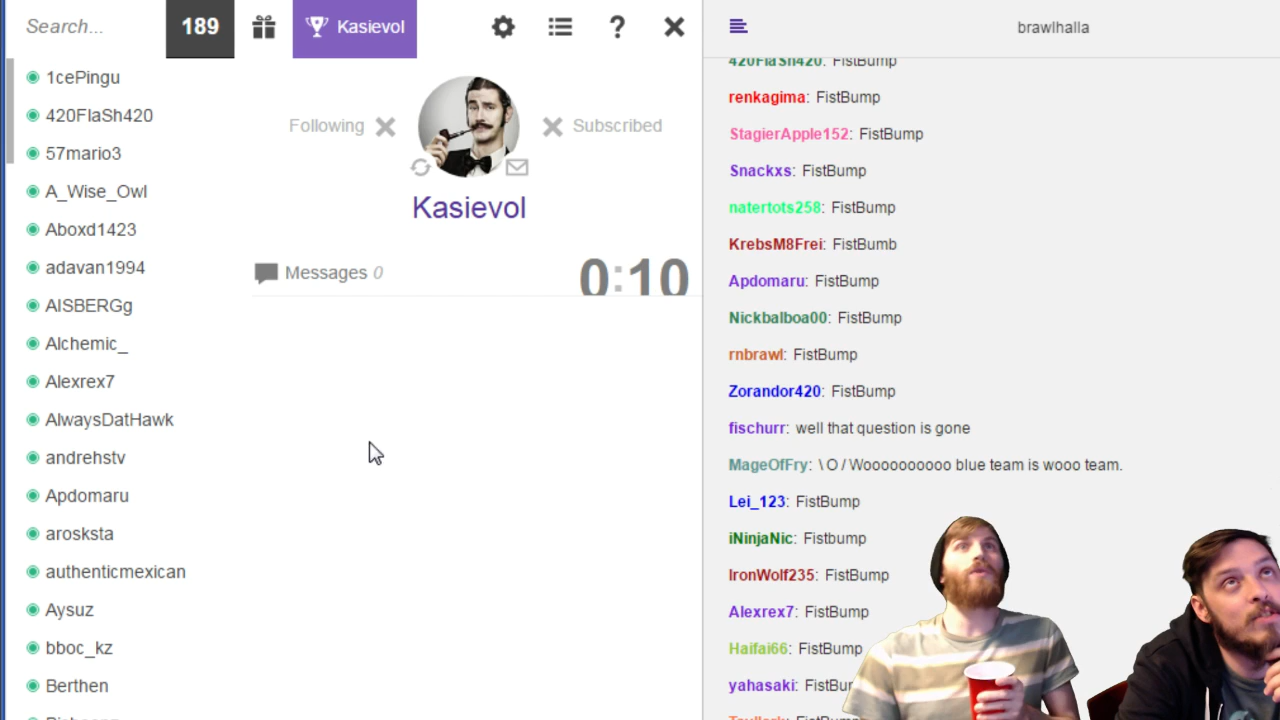 Search...
189
Kasievol
?
brawlhalla
1cePingu
420FlaSh420
57mario3
A_Wise_Owl
Aboxd1423
adavan1994
AISBERGg
Alchemic_
Alexrex7
AlwaysDatHawk
andrehstv
Apdomaru
arosksta
authenticmexican
Aysuz
bboc_kz
Berthen
Following
Subscribed
Kasievol
Messages 0
0:10
420FlaSh420: FistBump
renkagima: FistBump
StagierApple152: FistBump
Snackxs: FistBump
natertots258: FistBump
KrebsM8Frei: FistBumb
Apdomaru: FistBump
Nickbalboa00: FistBump
rnbrawl: FistBump
Zorandor420: FistBump
fischurr: well that question is gone
MageOfFry: \ O / Woooooooooo blue team is wooo team.
Lei_123: FistBump
iNinjaNic: Fistbump
IronWolf235: FistBump
Alexrex7: FistBump
Haifai66: FistBump
yahasaki: FistBu